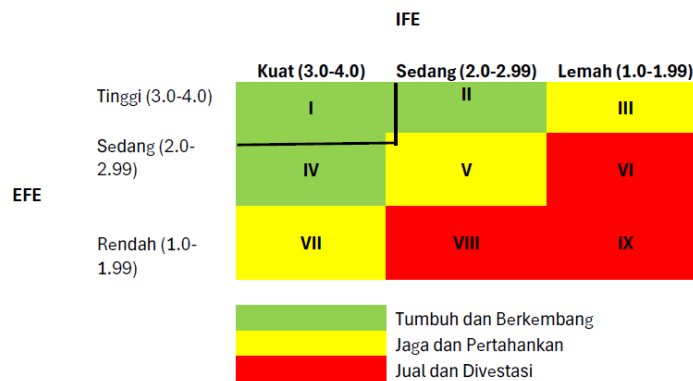 IFE
Kuat (3.0-4.0) Sedang (2.0-2.99) Lemah (1.0-1.99)
Tinggi (3.0-4.0)
I II III
Sedang (2.0-
2.99)
IV V VI
EFE
Rendah (1.0-
1.99)
VII VIII IX
Tumbuh dan Berkembang
Jaga dan Pertahankan
Jual dan Divestasi